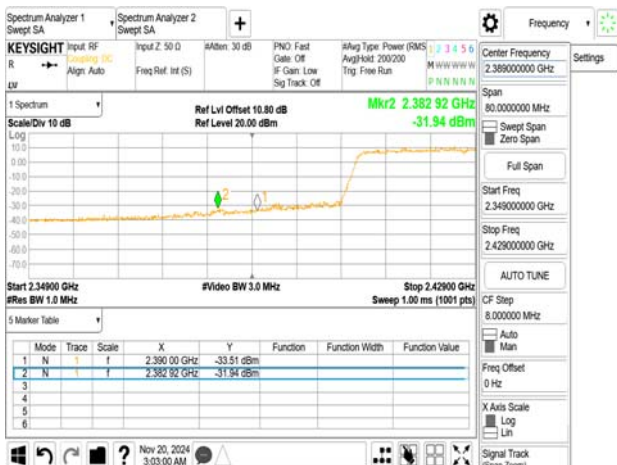 Spectrum Analyzer 1
Swept SA
Spectrum Analyzer 2
Swept SA
+
Frequency
KEYSIGHT
Input: RF
Coupling: DC
Align: Auto
Input Z: 50 Ω
Freq Ref: Int (S)
#Atten: 30 dB
PNO: Fast
Gate: Off
IF Gain: Low
Sig Track: Off
#Avg Type: Power (RMS
Avg|Hold: 200/200
Trig: Free Run
1 2 3 4 5 6
M W W W W W
P N N N N N
R
LXI
1 Spectrum
Scale/Div 10 dB
Ref Lvl Offset 10.80 dB
Ref Level 20.00 dBm
Mkr2 2.382 92 GHz
-31.94 dBm
Log
10.0
0.00
-10.0
-20.0
-30.0
-40.0
-50.0
-60.0
-70.0
2
1
Start 2.34900 GHz
#Res BW 1.0 MHz
#Video BW 3.0 MHz
Stop 2.42900 GHz
Sweep 1.00 ms (1001 pts)
5 Marker Table
Mode Trace Scale X Y Function Function Width Function Value
1 N 1 f 2.390 00 GHz -33.51 dBm
2 N 1 f 2.382 92 GHz -31.94 dBm
3
4
5
6
?
Nov 20, 2024
3:03:00 AM
Center Frequency
2.389000000 GHz
Settings
Span
80.0000000 MHz
Swept Span
Zero Span
Full Span
Start Freq
2.349000000 GHz
Stop Freq
2.429000000 GHz
AUTO TUNE
CF Step
8.000000 MHz
Auto
Man
Freq Offset
0 Hz
X Axis Scale
Log
Lin
Signal Track
(Span Zoom)